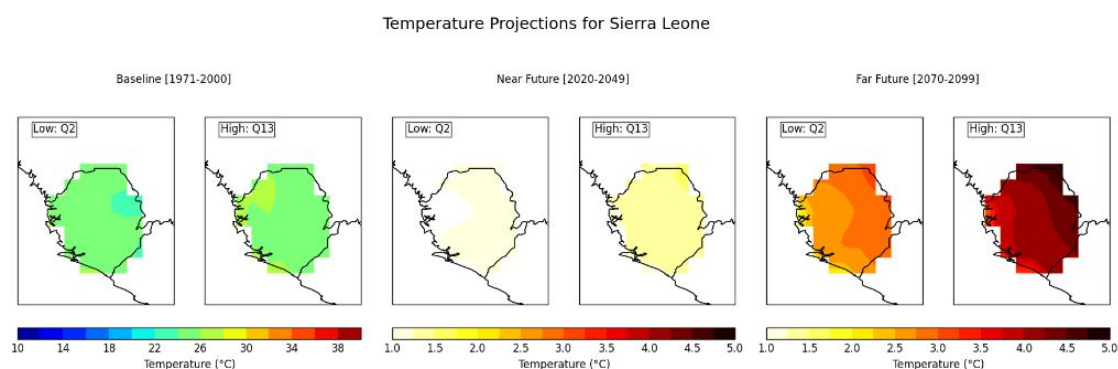 Temperature Projections for Sierra Leone
Baseline [1971-2000]
Near Future [2020-2049]
Far Future [2070-2099]
Low: Q2
High: Q13
Low: Q2
High: Q13
Low: Q2
High: Q13
10 14 18 22 26 30 34 38
Temperature (°C)
1.0 1.5 2.0 2.5 3.0 3.5 4.0 4.5 5.0
Temperature (°C)
1.0 1.5 2.0 2.5 3.0 3.5 4.0 4.5 5.0
Temperature (°C)